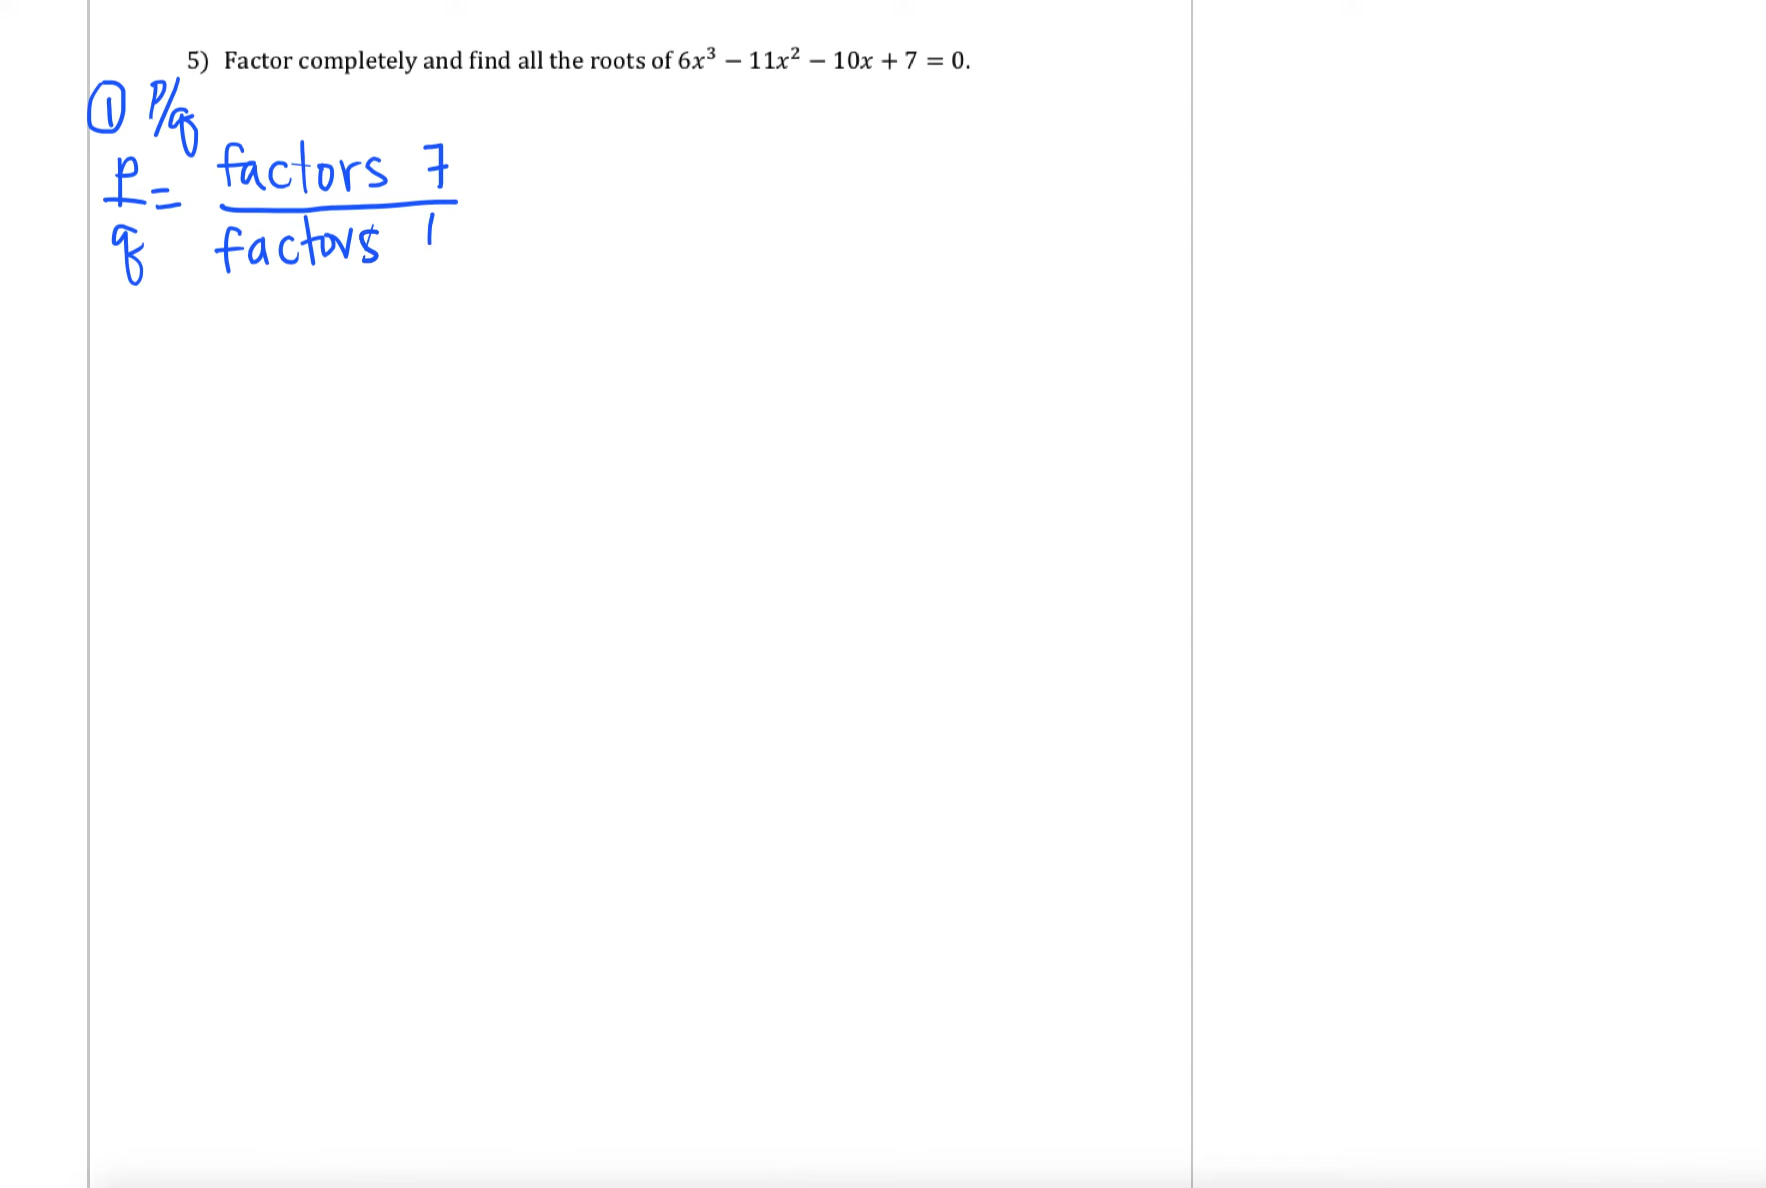 5) Factor completely and find all the roots of 6x³ − 11x² − 10x + 7 = 0.
① P/q
p/q = factors 7 / factors 1